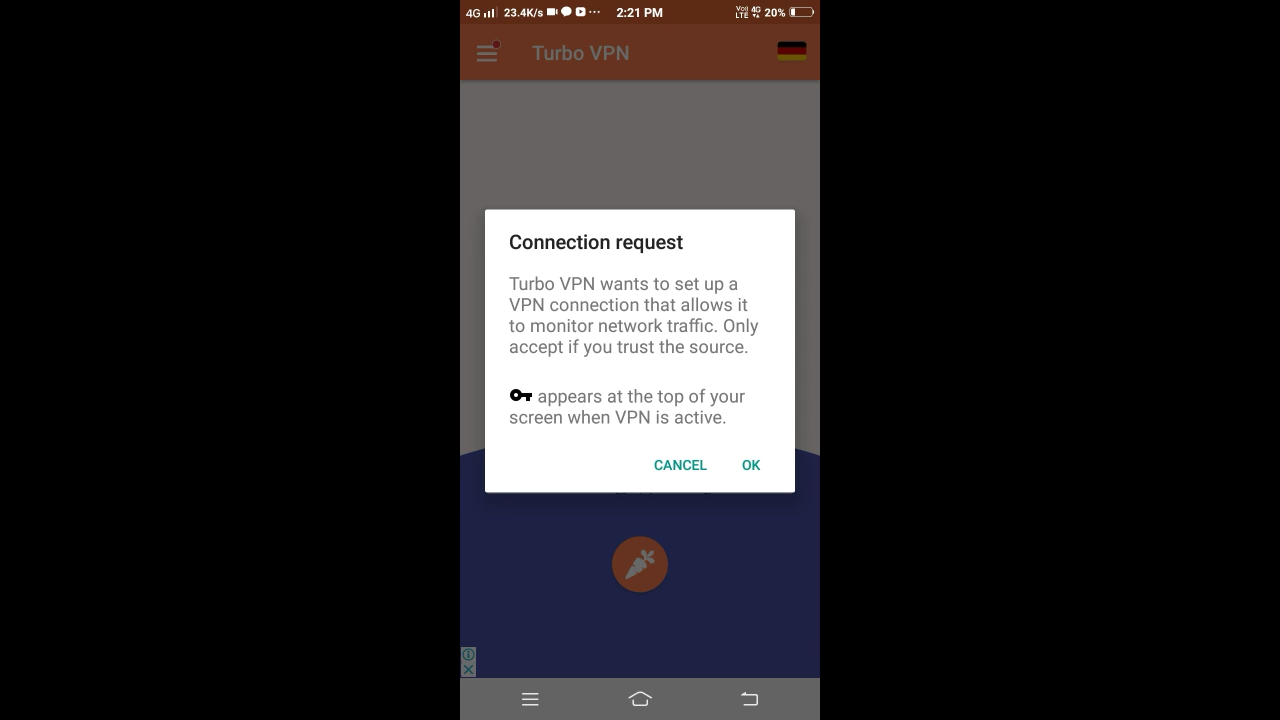 4G 23.4K/s 2:21 PM VoLTE 4G 20%
Turbo VPN
Connection request
Turbo VPN wants to set up a
VPN connection that allows it
to monitor network traffic. Only
accept if you trust the source.
appears at the top of your
screen when VPN is active.
CANCEL OK